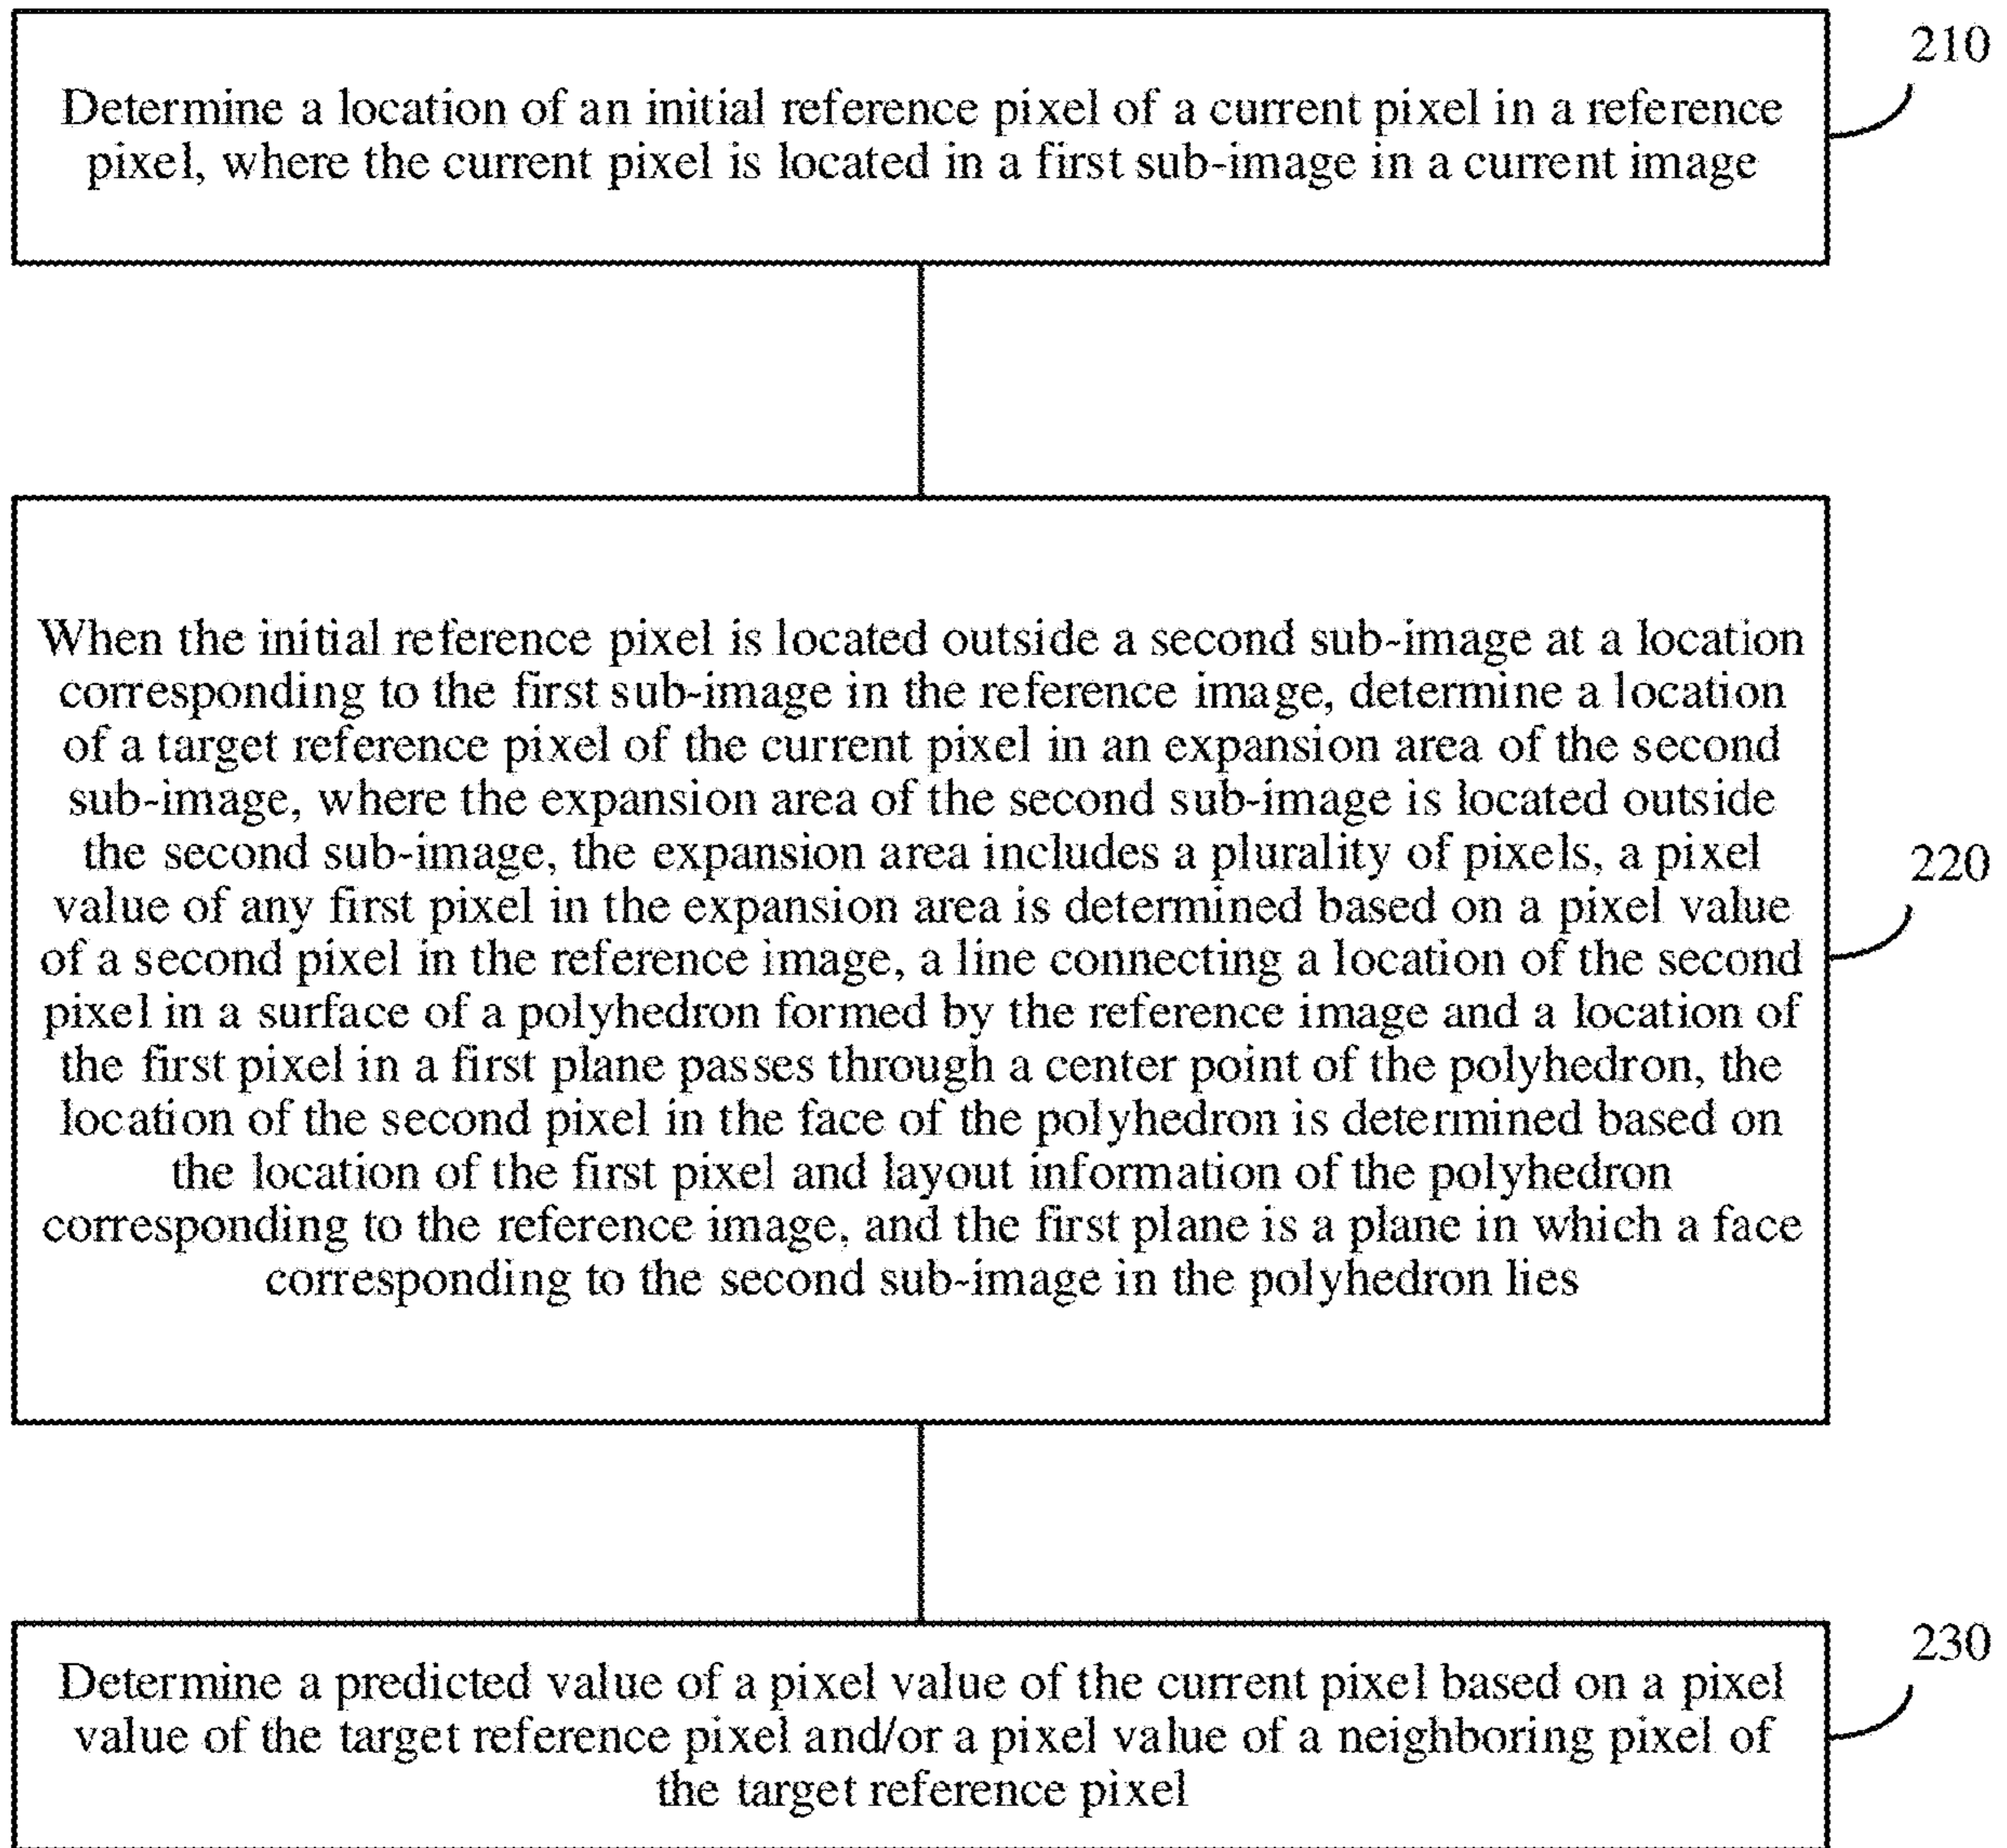 210
Determine a location of an initial reference pixel of a current pixel in a reference
pixel, where the current pixel is located in a first sub-image in a current image
When the initial reference pixel is located outside a second sub-image at a location
corresponding to the first sub-image in the reference image, determine a location
of a target reference pixel of the current pixel in an expansion area of the second
sub-image, where the expansion area of the second sub-image is located outside
the second sub-image, the expansion area includes a plurality of pixels, a pixel
value of any first pixel in the expansion area is determined based on a pixel value
of a second pixel in the reference image, a line connecting a location of the second
pixel in a surface of a polyhedron formed by the reference image and a location of
the first pixel in a first plane passes through a center point of the polyhedron, the
location of the second pixel in the face of the polyhedron is determined based on
the location of the first pixel and layout information of the polyhedron
corresponding to the reference image, and the first plane is a plane in which a face
corresponding to the second sub-image in the polyhedron lies
220
230
Determine a predicted value of a pixel value of the current pixel based on a pixel
value of the target reference pixel and/or a pixel value of a neighboring pixel of
the target reference pixel